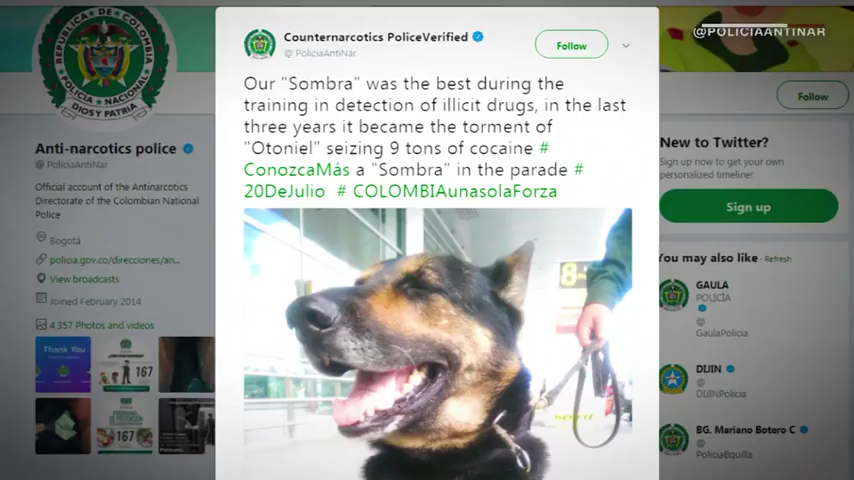 @POLICIAANTINAR
REPUBLICA DE COLOMBIA
POLICIA NACIONAL
DIOS Y PATRIA
Anti-narcotics police
@ PoliciaAntiNar
Official account of the Antinarcotics
Directorate of the Colombian National
Police
Bogotá
policia.gov.co/direcciones/an...
View broadcasts
Joined February 2014
4,357 Photos and videos
Thank You
167
167
Counternarcotics PoliceVerified
@ PoliciaAntiNar
Follow
Our "Sombra" was the best during the
training in detection of illicit drugs, in the last
three years it became the torment of
"Otoniel" seizing 9 tons of cocaine #
ConozcaMás a "Sombra" in the parade #
20DeJulio # COLOMBIAunasolaForza
8-
Follow
New to Twitter?
Sign up now to get your own
personalized timeline!
Sign up
You may also like · Refresh
GAULA
POLICÍA
@
GaulaPolicia
DIJIN
@
DIJINPolicia
BG. Mariano Botero C
@
PoliciaBquilla